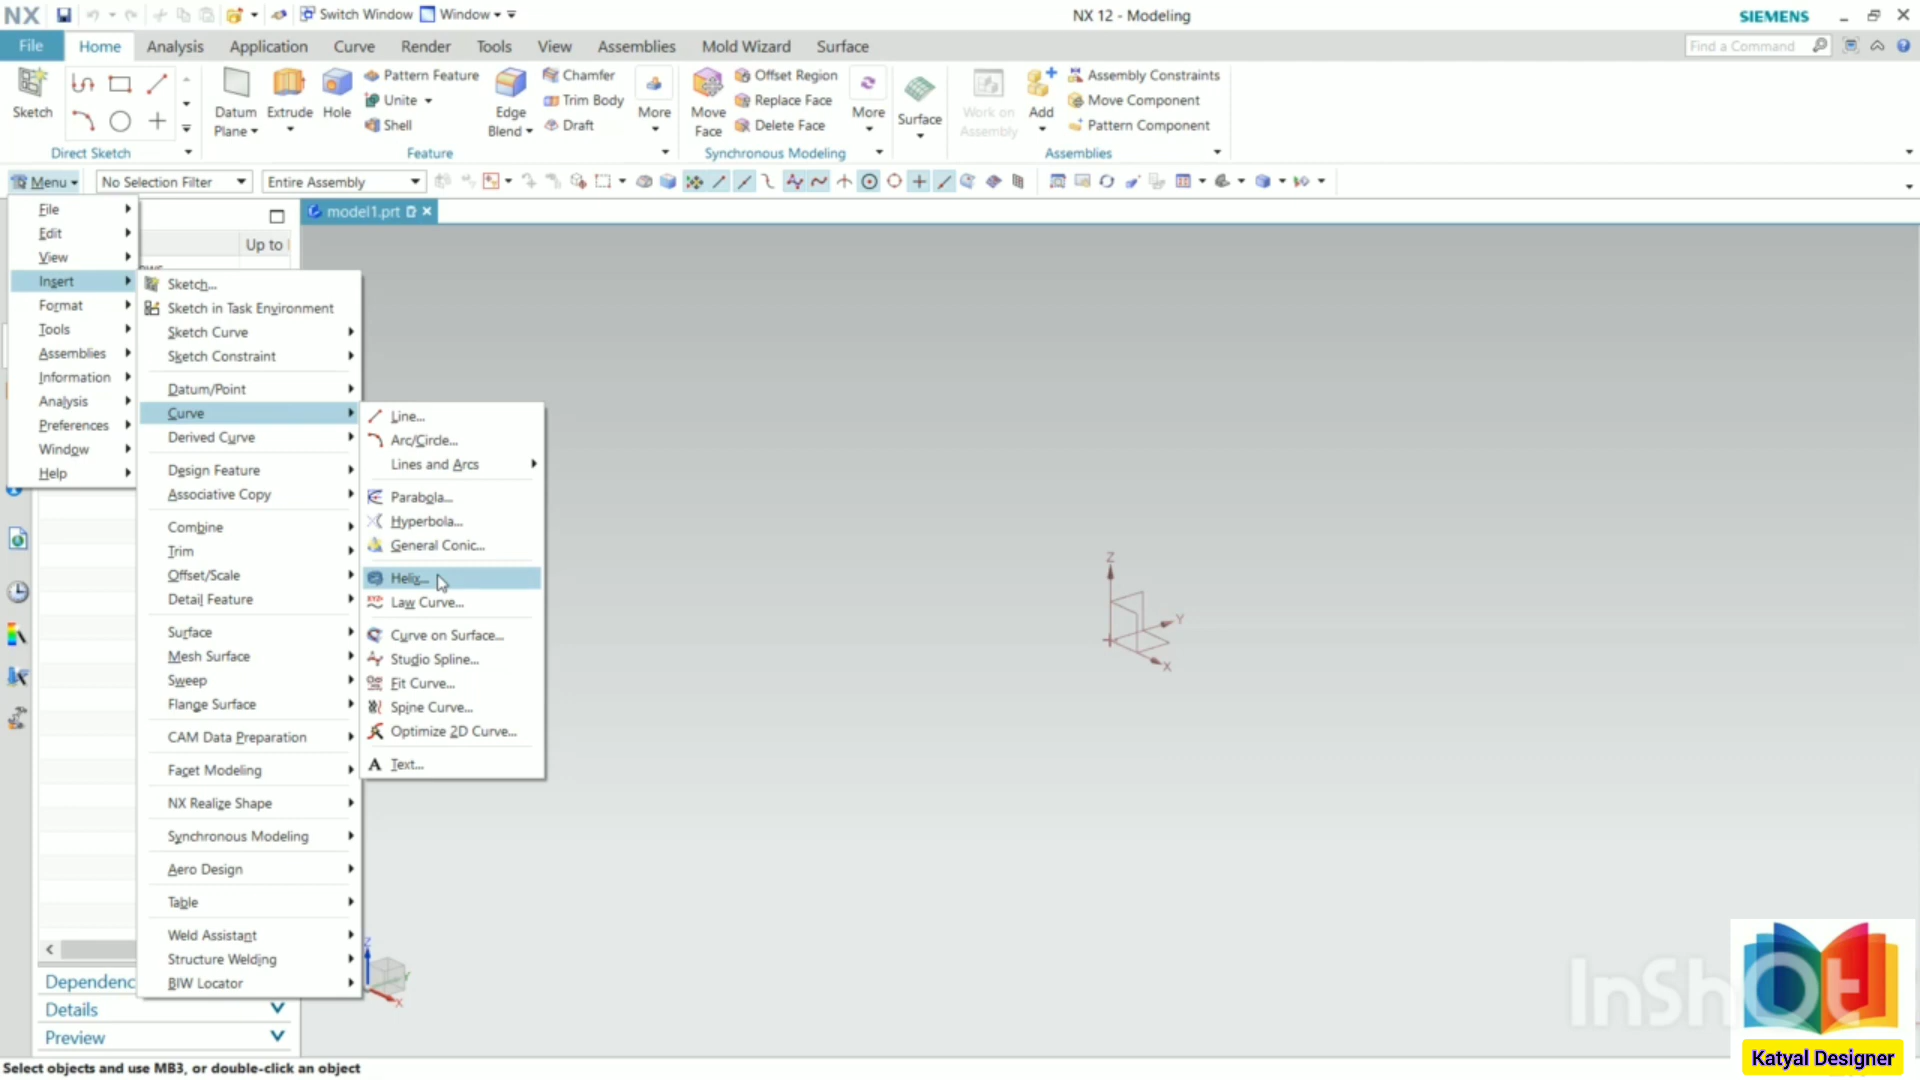 NX
Switch Window
Window
NX 12 - Modeling
SIEMENS
File
Home
Analysis
Application
Curve
Render
Tools
View
Assemblies
Mold Wizard
Surface
Find a Command
Sketch
Direct Sketch
Datum
Plane
Extrude
Hole
Pattern Feature
Unite
Shell
Edge
Blend
Chamfer
Trim Body
Draft
More
Feature
Move
Face
Offset Region
Replace Face
Delete Face
More
Synchronous Modeling
Surface
Work on
Assembly
Add
Assembly Constraints
Move Component
Pattern Component
Assemblies
Menu
No Selection Filter
Entire Assembly
model1.prt
Up to
File
Edit
View
Insert
Format
Tools
Assemblies
Information
Analysis
Preferences
Window
Help
Sketch...
Sketch in Task Environment
Sketch Curve
Sketch Constraint
Datum/Point
Curve
Derived Curve
Design Feature
Associative Copy
Combine
Trim
Offset/Scale
Detail Feature
Surface
Mesh Surface
Sweep
Flange Surface
CAM Data Preparation
Facet Modeling
NX Realize Shape
Synchronous Modeling
Aero Design
Table
Weld Assistant
Structure Welding
BIW Locator
Line...
Arc/Circle...
Lines and Arcs
Parabola...
Hyperbola...
General Conic...
Helix...
Law Curve...
Curve on Surface...
Studio Spline...
Fit Curve...
Spine Curve...
Optimize 2D Curve...
A Text...
Z
Y
X
Z
Y
X
Dependenc
Details
Preview
Select objects and use MB3, or double-click an object
InShOt
Katyal Designer